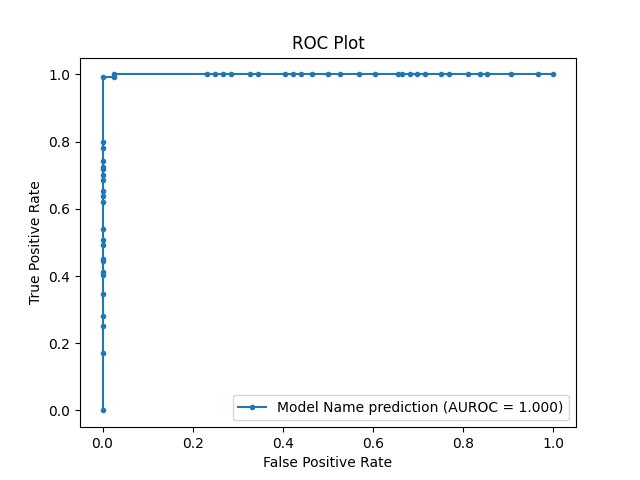 ROC Plot
True Positive Rate
1.0
0.8
0.6
0.4
0.2
0.0
Model Name prediction (AUROC = 1.000)
0.0 0.2 0.4 0.6 0.8 1.0
False Positive Rate